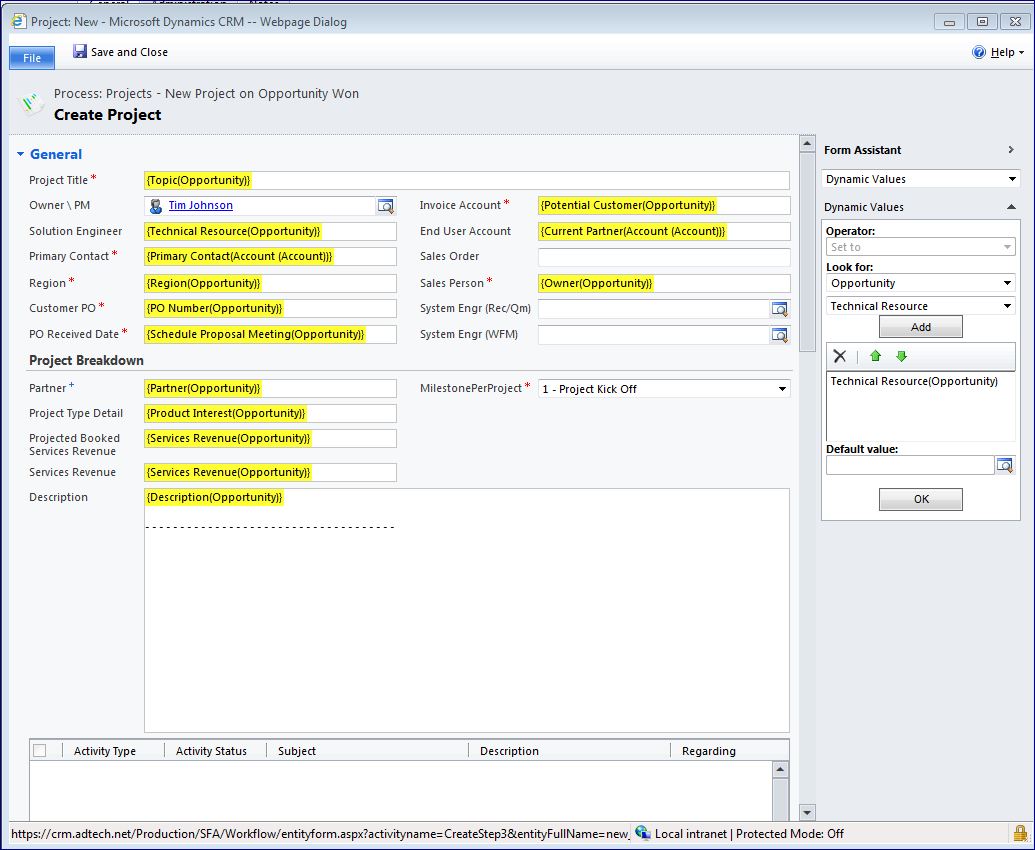 Project: New - Microsoft Dynamics CRM -- Webpage Dialog
File
Save and Close
Help
Process: Projects - New Project on Opportunity Won
Create Project
General
Project Title *
{Topic(Opportunity)}
Owner \ PM
Tim Johnson
Invoice Account *
{Potential Customer(Opportunity)}
Solution Engineer
{Technical Resource(Opportunity)}
End User Account
{Current Partner(Account (Account))}
Primary Contact *
{Primary Contact(Account (Account))}
Sales Order
Region *
{Region(Opportunity)}
Sales Person *
{Owner(Opportunity)}
Customer PO *
{PO Number(Opportunity)}
System Engr (Rec/Qm)
PO Received Date *
{Schedule Proposal Meeting(Opportunity)}
System Engr (WFM)
Project Breakdown
Partner +
{Partner(Opportunity)}
MilestonePerProject *
1 - Project Kick Off
Project Type Detail
{Product Interest(Opportunity)}
Projected Booked
Services Revenue
{Services Revenue(Opportunity)}
Services Revenue
{Services Revenue(Opportunity)}
Description
{Description(Opportunity)}
- - - - - - - - - - - - - - - - - - - - - - - - - - - - - - - - - - -
Activity Type
Activity Status
Subject
Description
Regarding
Form Assistant
Dynamic Values
Dynamic Values
Operator:
Set to
Look for:
Opportunity
Technical Resource
Add
Technical Resource(Opportunity)
Default value:
OK
https://crm.adtech.net/Production/SFA/Workflow/entityform.aspx?activityname=CreateStep3&entityFullName=new_
Local intranet | Protected Mode: Off